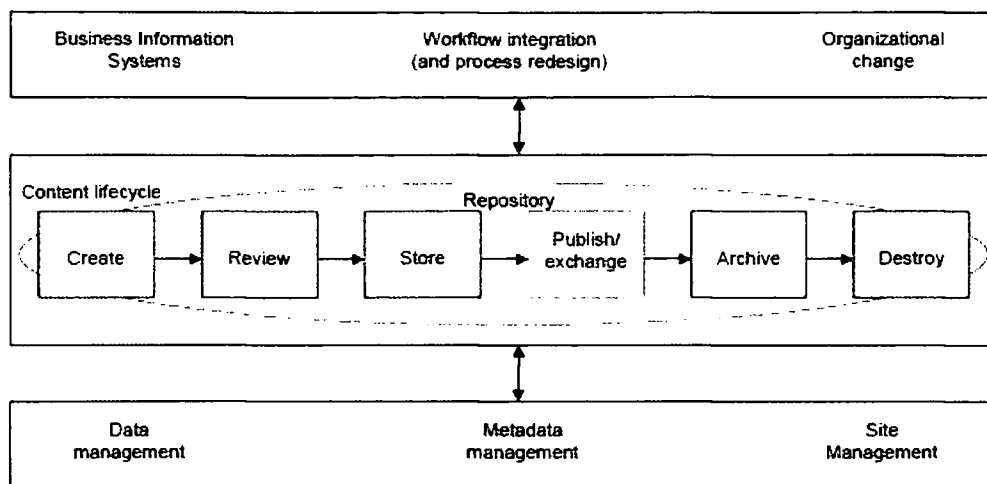 Business Information
Systems
Workflow integration
(and process redesign)
Organizational
change
Content lifecycle
Repository
Create
Review
Store
Publish/
exchange
Archive
Destroy
Data
management
Metadata
management
Site
Management